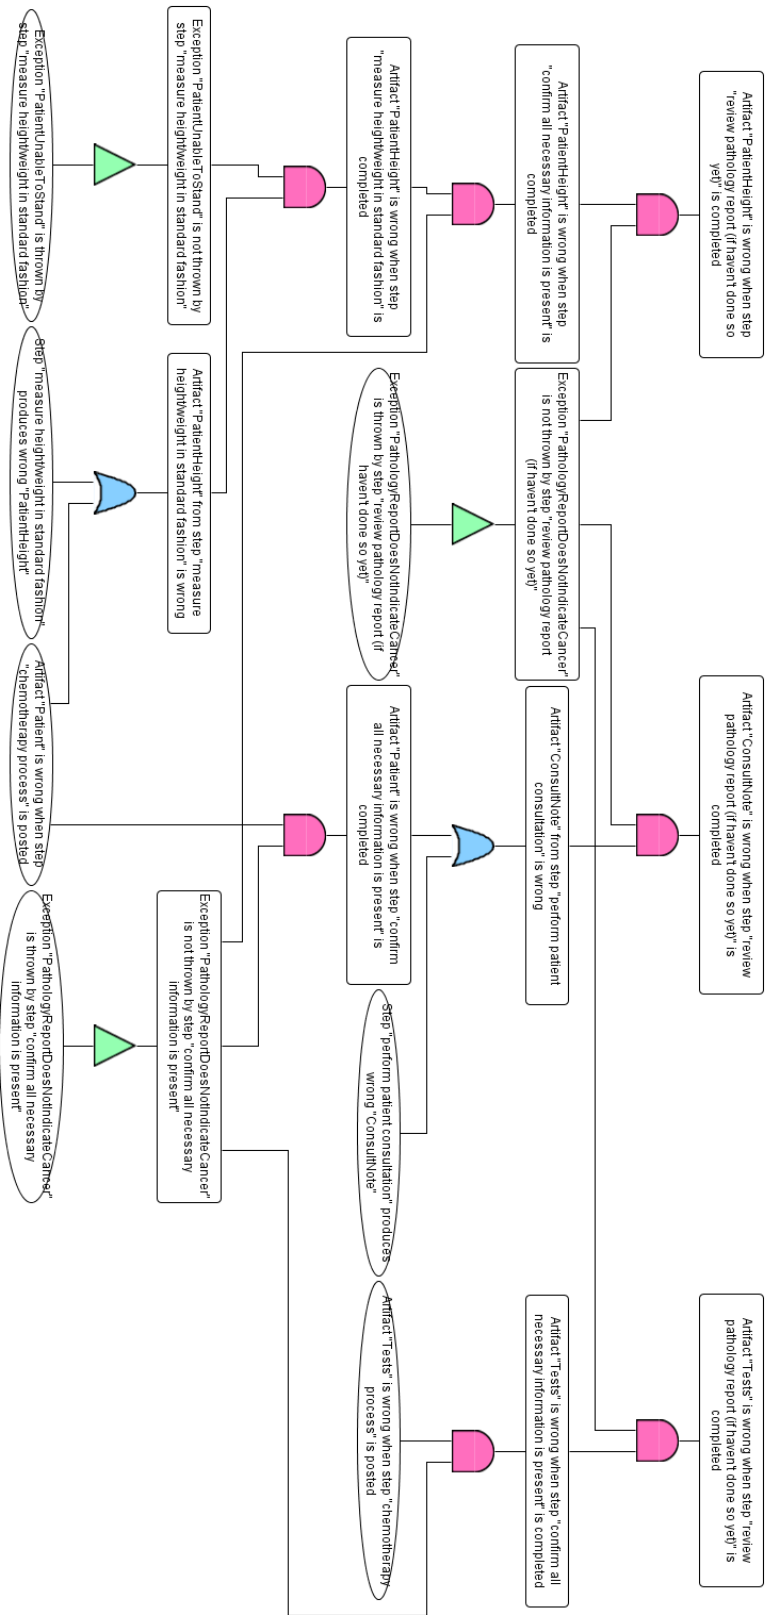 Artifact "PatientHeight" is wrong when step
"review pathology report (if haven't done so
yet)" is completed
Artifact "ConsultNote" is wrong when step "review
pathology report (if haven't done so yet)" is
completed
Artifact "Tests" is wrong when step "review
pathology report (if haven't done so yet)" is
completed
Artifact "PatientHeight" is wrong when step
"confirm all necessary information is present" is
completed
Exception "PathologyReportDoesNotIndicateCancer"
is not thrown by step "review pathology report
(if haven't done so yet)"
Artifact "ConsultNote" from step "perform patient
consultation" is wrong
Artifact "Tests" is wrong when step "confirm all
necessary information is present" is completed
Artifact "PatientHeight" is wrong when step
"measure height/weight in standard fashion" is
completed
Exception "PathologyReportDoesNotIndicateCancer"
is thrown by step "review pathology report (if
haven't done so yet)"
Artifact "Patient" is wrong when step "confirm
all necessary information is present" is
completed
Step "perform patient consultation" produces
wrong "ConsultNote"
Artifact "Tests" is wrong when step "chemotherapy
process" is posted
Exception "PatientUnableToStand" is not thrown by
step "measure height/weight in standard fashion"
Artifact "PatientHeight" from step "measure
height/weight in standard fashion" is wrong
Exception "PathologyReportDoesNotIndicateCancer"
is not thrown by step "confirm all necessary
information is present"
Exception "PatientUnableToStand" is thrown by
step "measure height/weight in standard fashion"
Step "measure height/weight in standard fashion"
produces wrong "PatientHeight"
Artifact "Patient" is wrong when step
"chemotherapy process" is posted
Exception "PathologyReportDoesNotIndicateCancer"
is thrown by step "confirm all necessary
information is present"